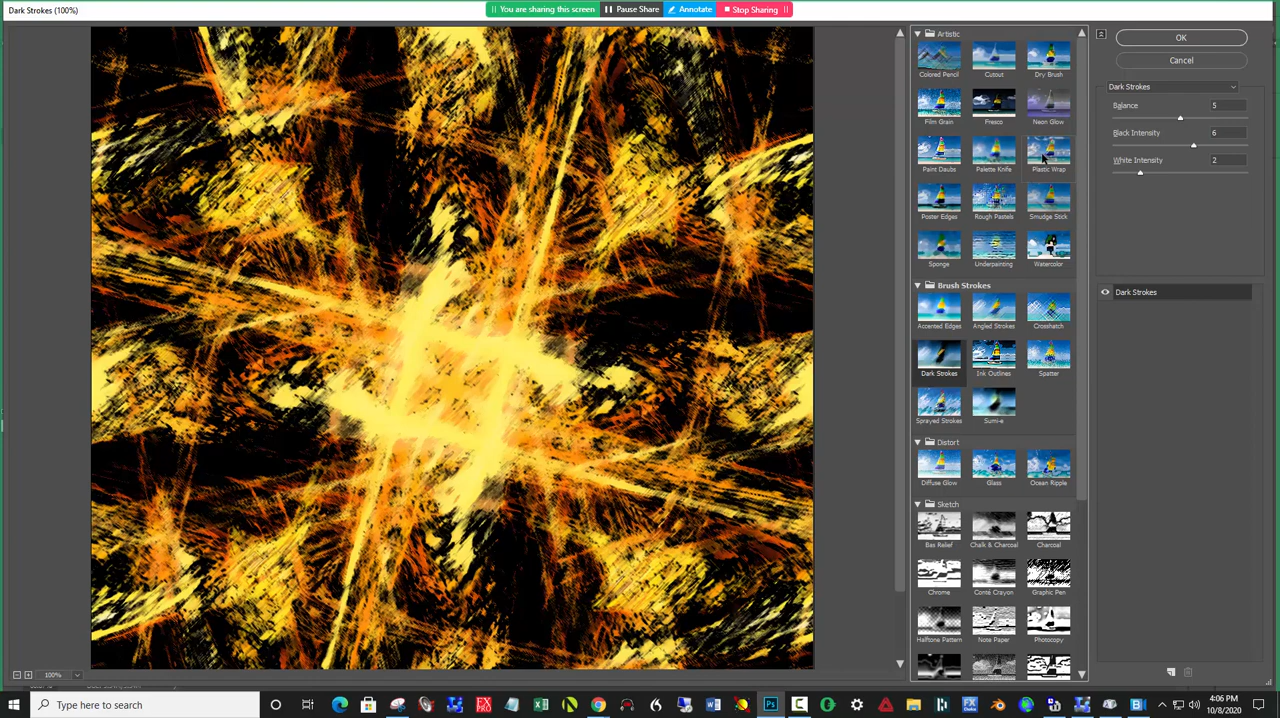 Dark Strokes (100%)
You are sharing this screen
Pause Share
Annotate
Stop Sharing
Artistic
Colored Pencil
Cutout
Dry Brush
Film Grain
Fresco
Neon Glow
Paint Daubs
Palette Knife
Plastic Wrap
Poster Edges
Rough Pastels
Smudge Stick
Sponge
Underpainting
Watercolor
Brush Strokes
Accented Edges
Angled Strokes
Crosshatch
Dark Strokes
Ink Outlines
Spatter
Sprayed Strokes
Sumi-e
Distort
Diffuse Glow
Glass
Ocean Ripple
Sketch
Bas Relief
Chalk & Charcoal
Charcoal
Chrome
Conté Crayon
Graphic Pen
Halftone Pattern
Note Paper
Photocopy
OK
Cancel
Dark Strokes
Balance 5
Black Intensity 6
White Intensity 2
Dark Strokes
100%
Type here to search
4:06 PM
10/8/2020